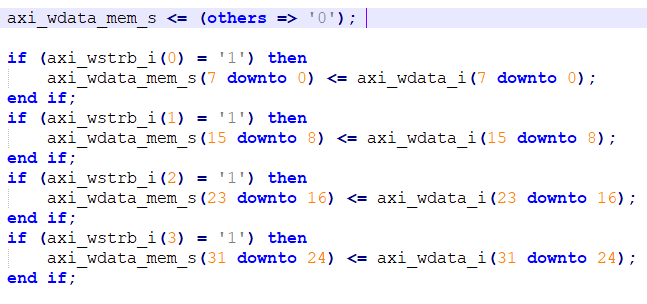 axi_wdata_mem_s <= (others => '0');
if (axi_wstrb_i(0) = '1') then
axi_wdata_mem_s(7 downto 0) <= axi_wdata_i(7 downto 0);
end if;
if (axi_wstrb_i(1) = '1') then
axi_wdata_mem_s(15 downto 8) <= axi_wdata_i(15 downto 8);
end if;
if (axi_wstrb_i(2) = '1') then
axi_wdata_mem_s(23 downto 16) <= axi_wdata_i(23 downto 16);
end if;
if (axi_wstrb_i(3) = '1') then
axi_wdata_mem_s(31 downto 24) <= axi_wdata_i(31 downto 24);
end if;